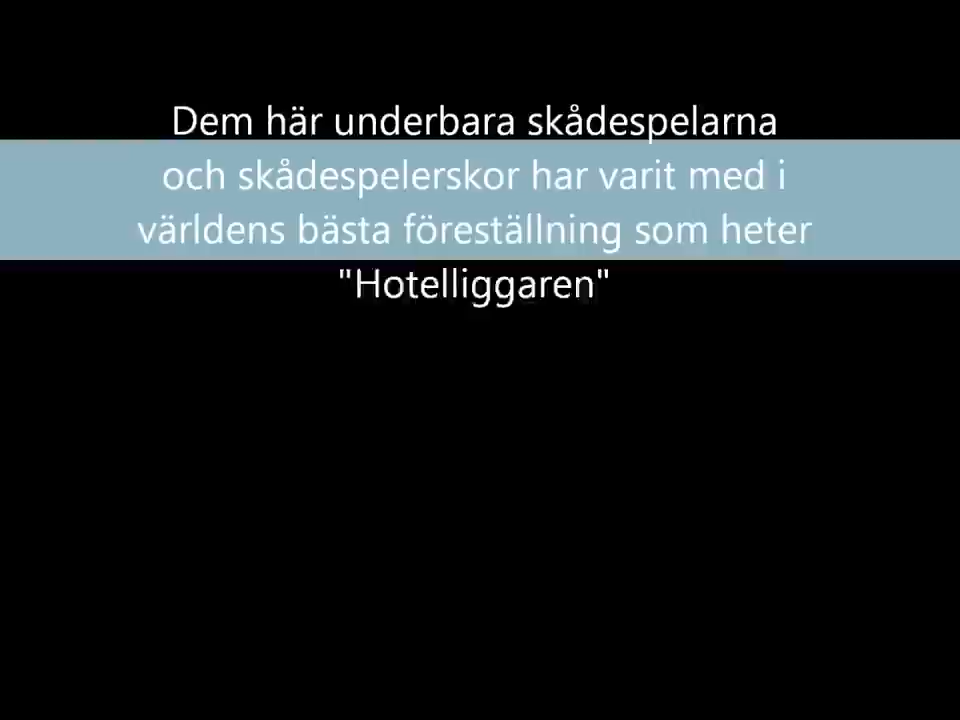 Dem här underbara skådespelarna
och skådespelerskor har varit med i
världens bästa föreställning som heter
"Hotelliggaren"